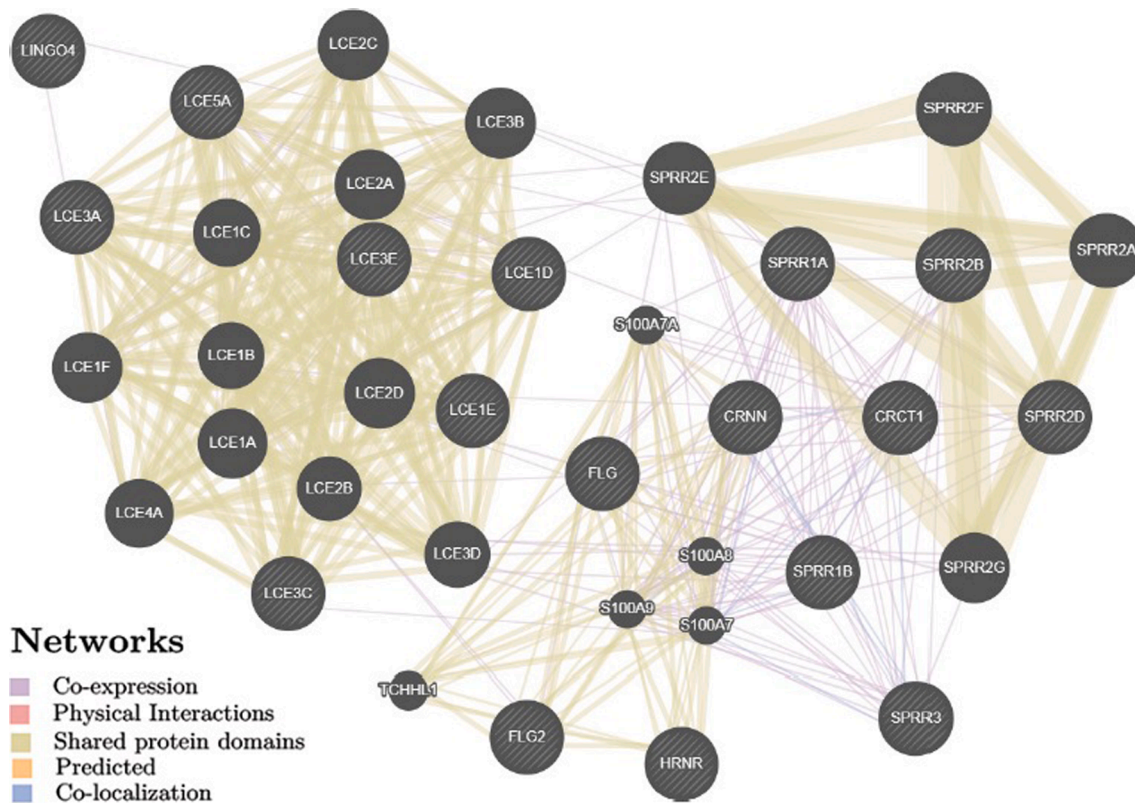 LINGO4
LCE2C
LCE5A
LCE3B
SPRR2F
SPRR2E
LCE2A
LCE3A
LCE1C
SPRR2A
LCE3E
LCE1D
SPRR1A
SPRR2B
S100A7A
LCE1F
LCE1B
LCE2D
LCE1E
CRNN
CRCT1
SPRR2D
LCE1A
FLG
LCE2B
LCE4A
LCE3D
S100A8
SPRR1B
SPRR2G
LCE3C
S100A9
S100A7
Networks
Co-expression
Physical Interactions
Shared protein domains
Predicted
Co-localization
TCHHL1
FLG2
HRNR
SPRR3